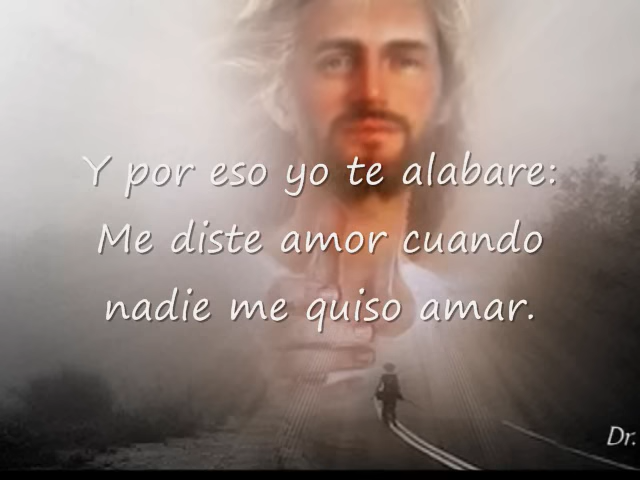 Y por eso yo te alabare:
Me diste amor cuando
nadie me quiso amar.
Dr.